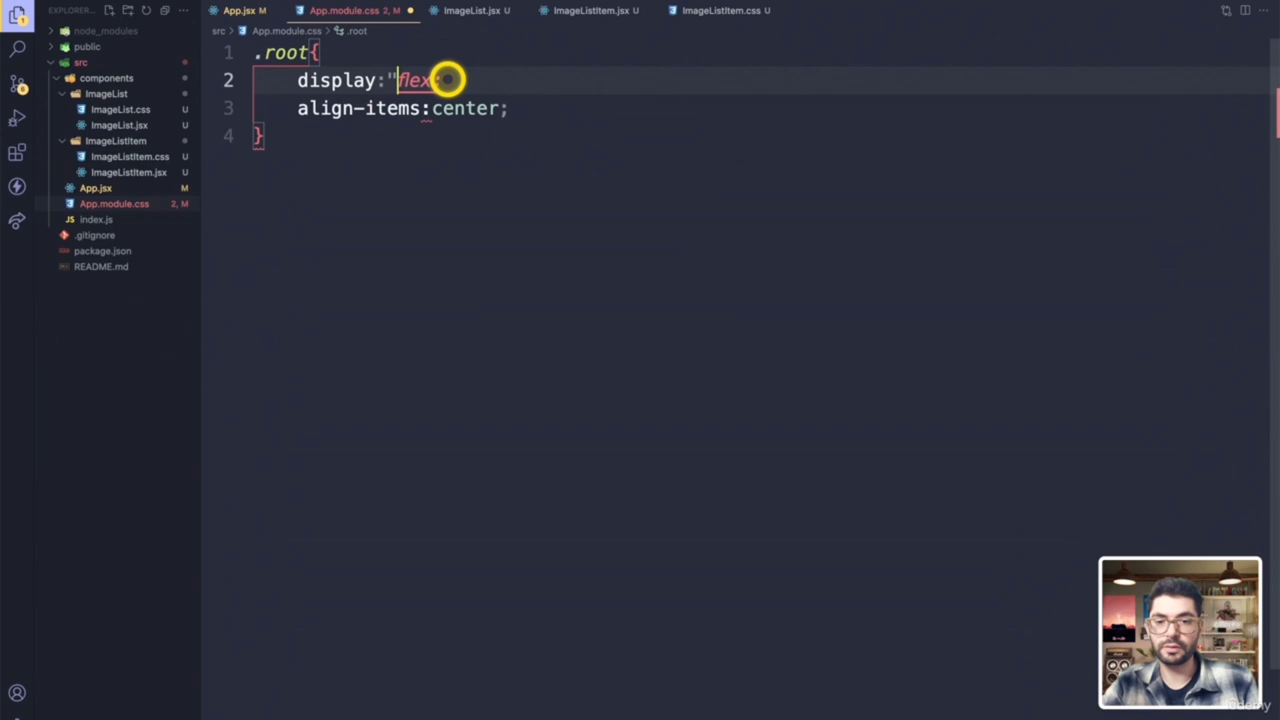 EXPLORER...
App.jsx M
App.module.css 2, M
ImageList.jsx U
ImageListItem.jsx U
ImageListItem.css U
node_modules
public
src
components
ImageList
ImageList.css U
ImageList.jsx U
ImageListItem
ImageListItem.css U
ImageListItem.jsx U
App.jsx M
App.module.css 2, M
index.js
.gitignore
package.json
README.md
src > App.module.css > .root
1 .root{
2 display:"flex
3 align-items:center;
4 }